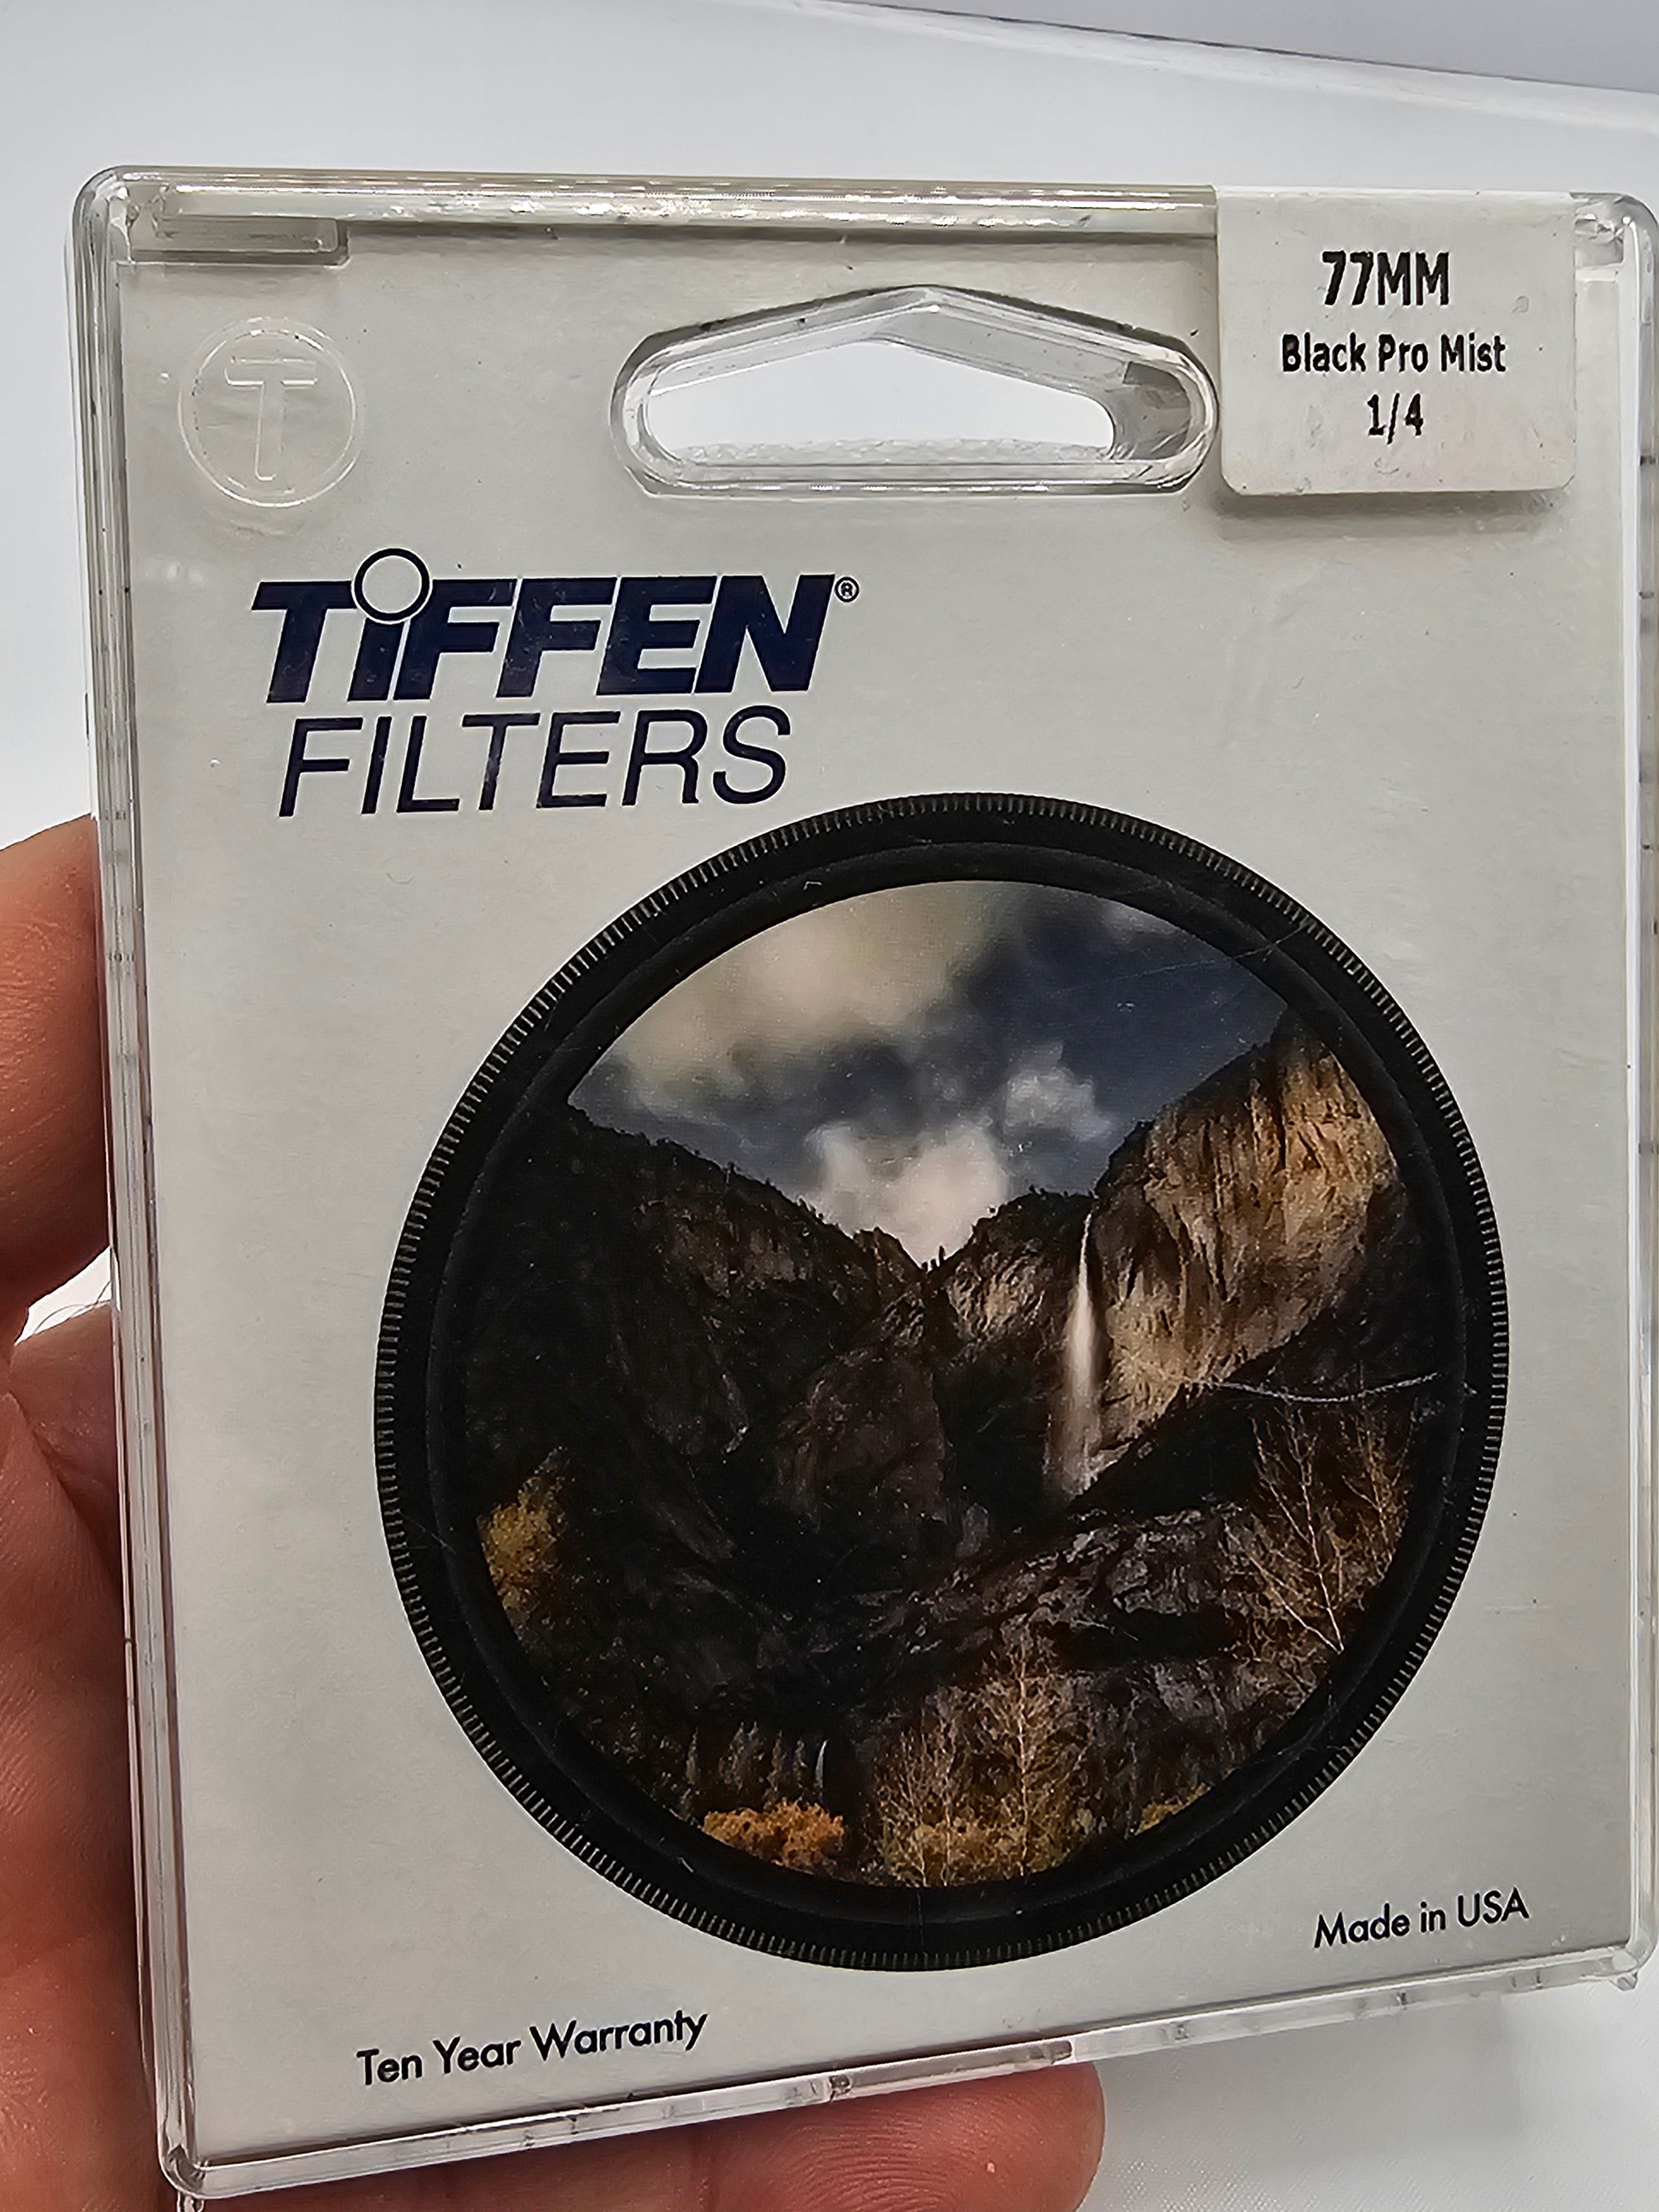 77MM
Black Pro Mist
1/4
T
TiFFEN®
FILTERS
Made in USA
Ten Year Warranty